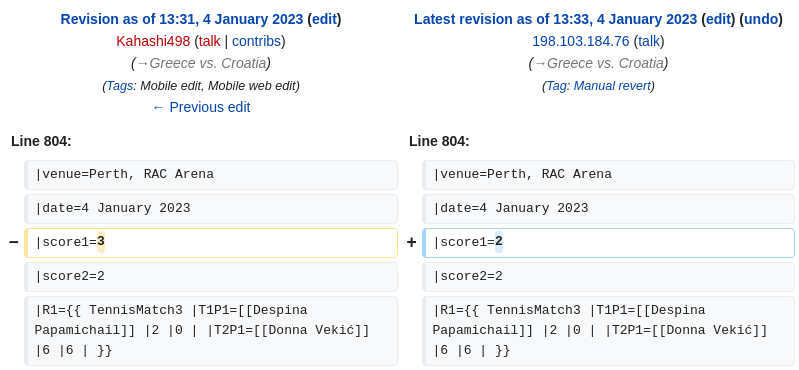 Revision as of 13:31, 4 January 2023 (edit)
Kahashi498 (talk | contribs)
(→Greece vs. Croatia)
(Tags: Mobile edit, Mobile web edit)
← Previous edit
Latest revision as of 13:33, 4 January 2023 (edit) (undo)
198.103.184.76 (talk)
(→Greece vs. Croatia)
(Tag: Manual revert)
Line 804:
|venue=Perth, RAC Arena
|date=4 January 2023
− |score1=3
|score2=2
|R1={{ TennisMatch3 |T1P1=[[Despina
Papamichail]] |2 |0 | |T2P1=[[Donna Vekić]]
|6 |6 | }}
Line 804:
|venue=Perth, RAC Arena
|date=4 January 2023
+ |score1=2
|score2=2
|R1={{ TennisMatch3 |T1P1=[[Despina
Papamichail]] |2 |0 | |T2P1=[[Donna Vekić]]
|6 |6 | }}